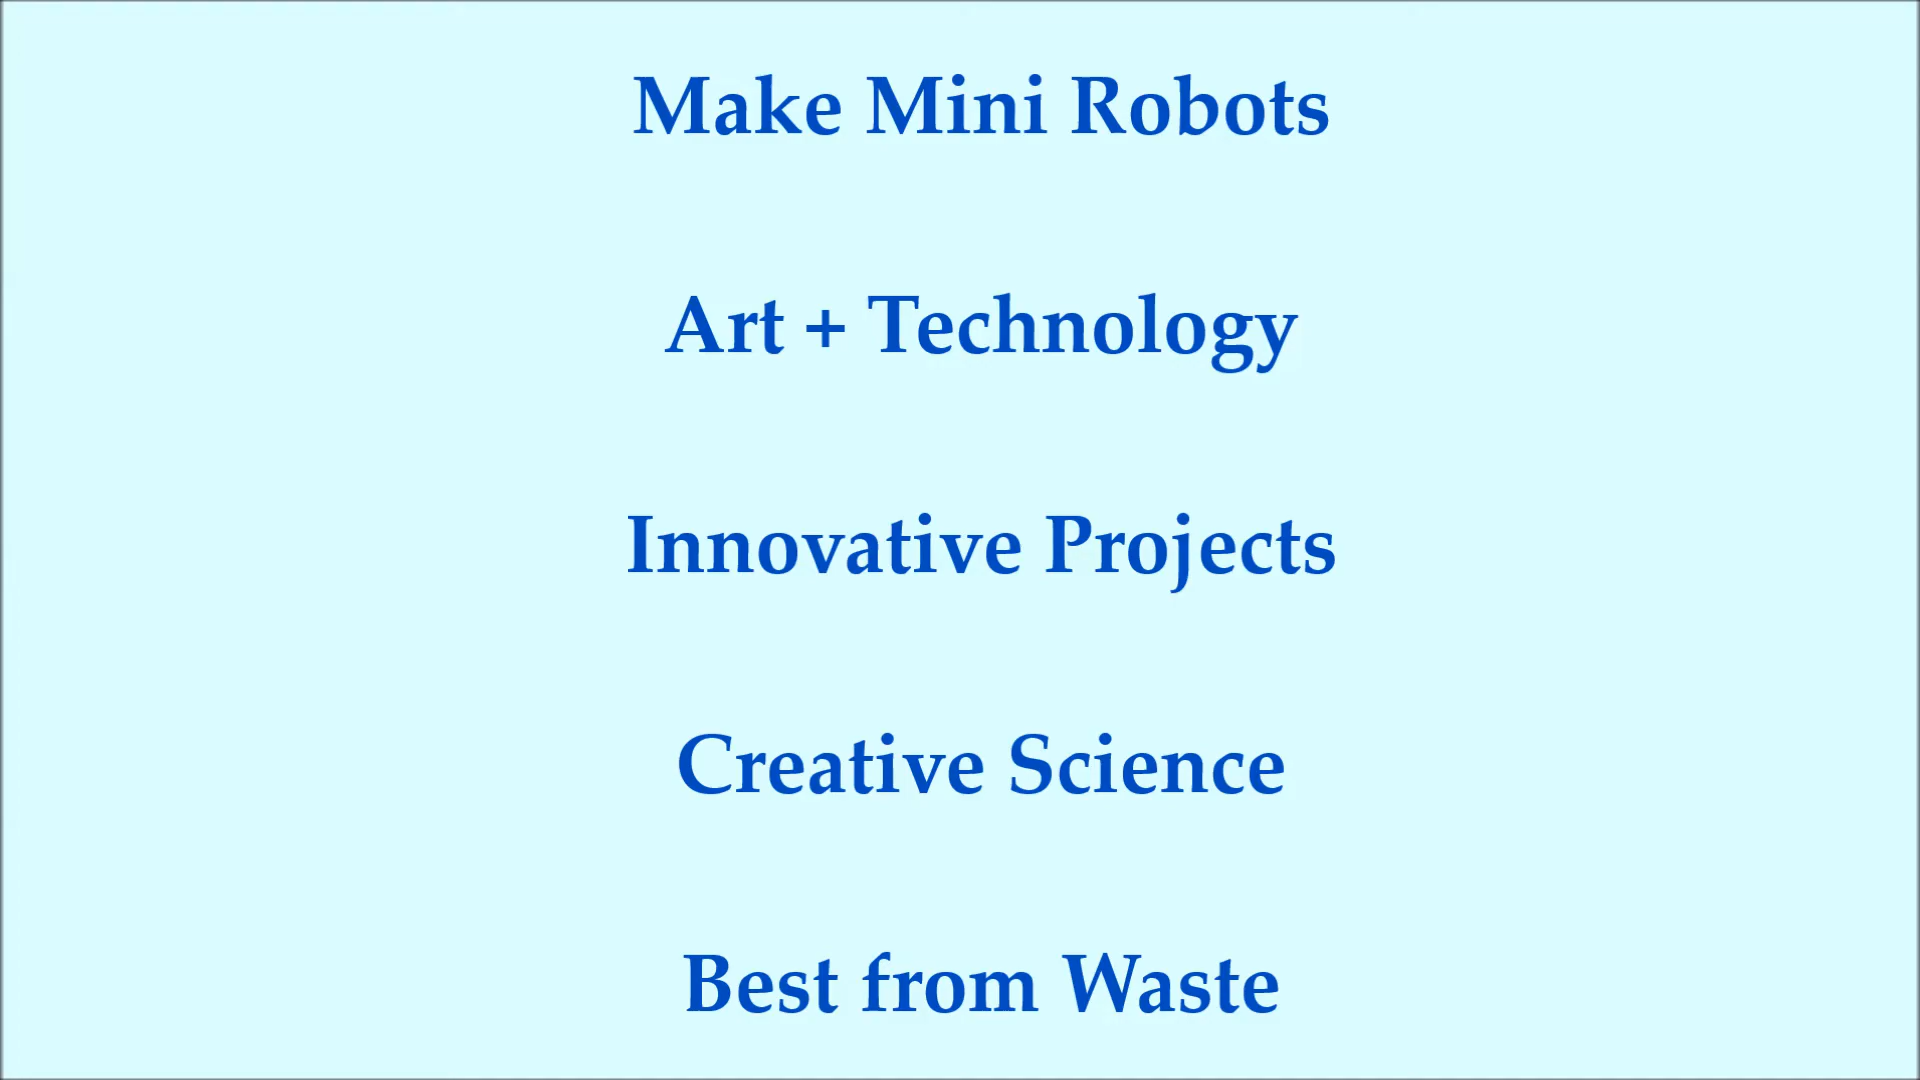 Make Mini Robots
Art + Technology
Innovative Projects
Creative Science
Best from Waste